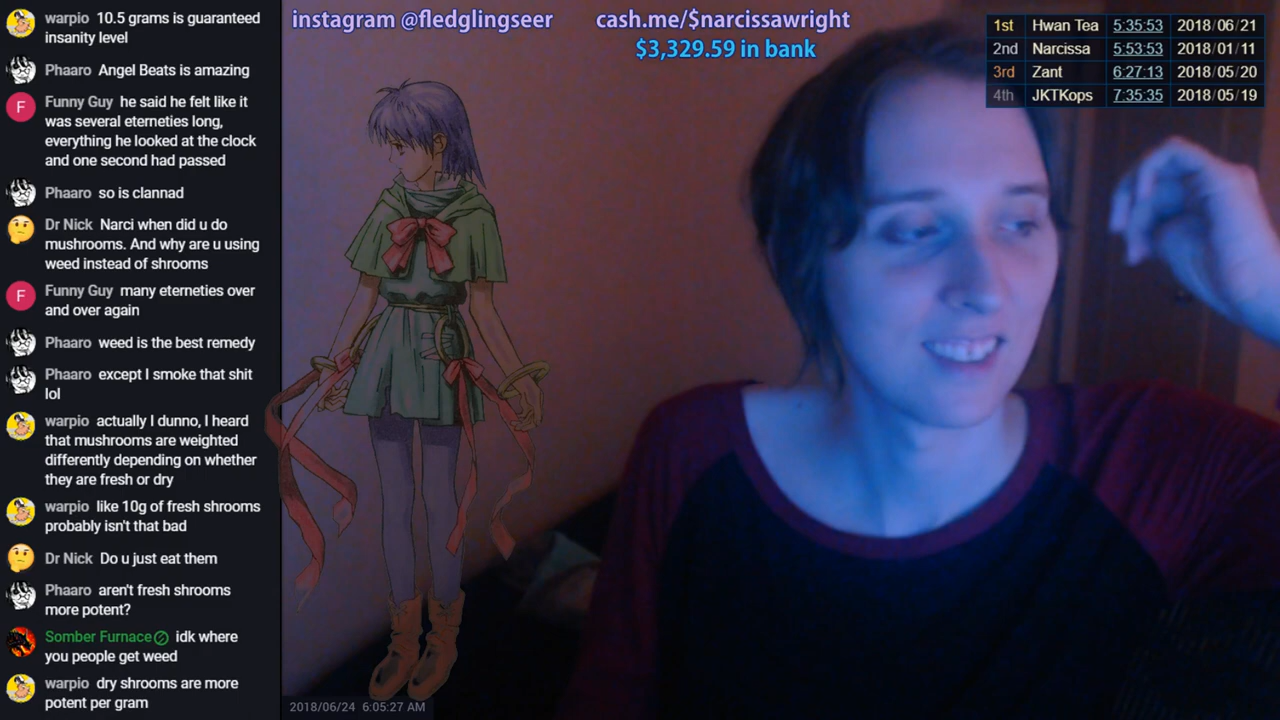 warpio 10.5 grams is guaranteed
insanity level
Phaaro Angel Beats is amazing
F
Funny Guy he said he felt like it
was several eterneties long,
everything he looked at the clock
and one second had passed
Phaaro so is clannad
Dr Nick Narci when did u do
mushrooms. And why are u using
weed instead of shrooms
F
Funny Guy many eterneties over
and over again
Phaaro weed is the best remedy
Phaaro except I smoke that shit
lol
warpio actually I dunno, I heard
that mushrooms are weighted
differently depending on whether
they are fresh or dry
warpio like 10g of fresh shrooms
probably isn't that bad
Dr Nick Do u just eat them
Phaaro aren't fresh shrooms
more potent?
Somber Furnace idk where
you people get weed
warpio dry shrooms are more
potent per gram
instagram @fledglingseer
cash.me/$narcissawright
$3,329.59 in bank
1st Hwan Tea 5:35:53 2018/06/21
2nd Narcissa 5:53:53 2018/01/11
3rd Zant 6:27:13 2018/05/20
4th JKTKops 7:35:35 2018/05/19
2018/06/24 6:05:27 AM